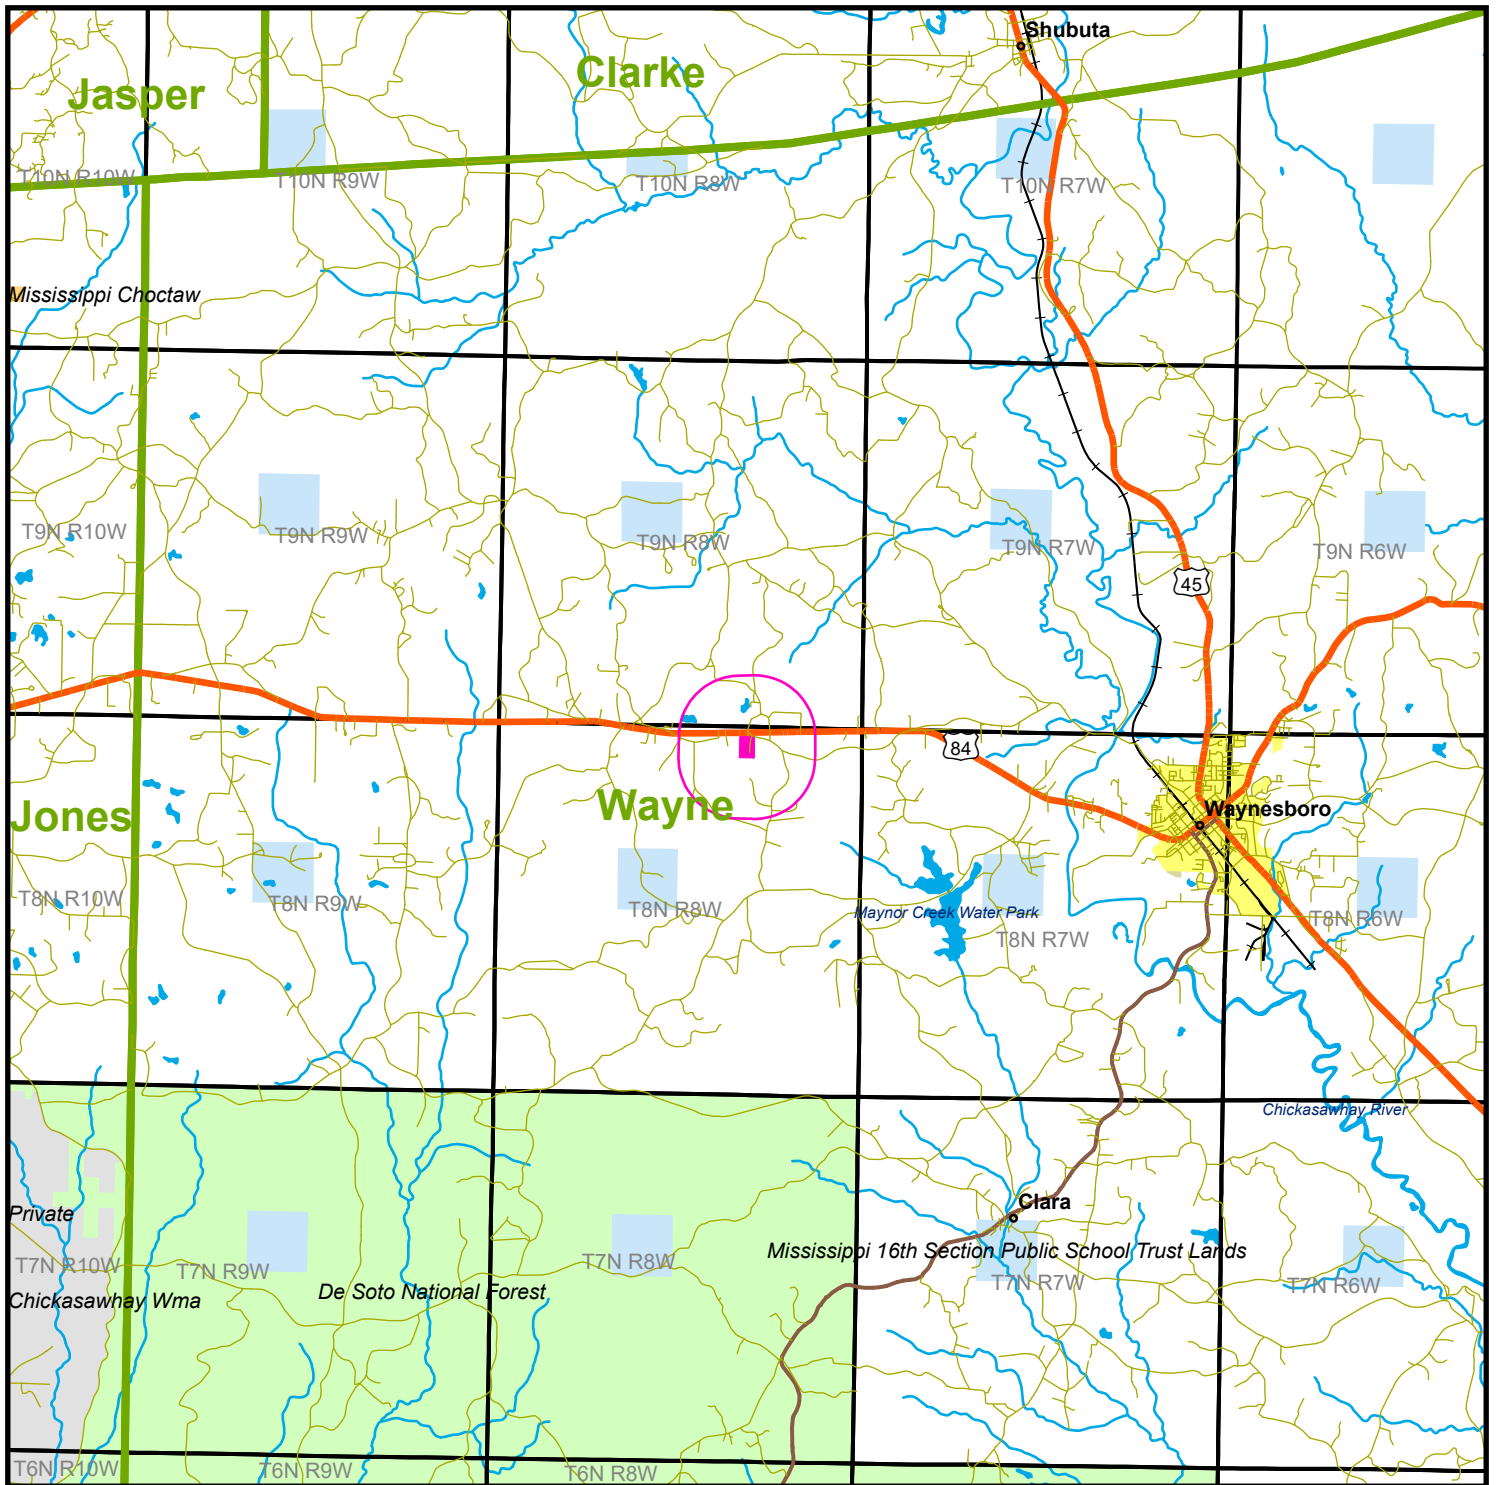 Shubuta
Clarke
Jasper
T10N R10W
T10N R9W
T10N R8W
T10N R7W
Mississippi Choctaw
T9N R10W
T9N R9W
T9N R8W
T9N R7W
T9N R6W
45
84
Jones
Wayne
Waynesboro
T8N R10W
T8N R9W
T8N R8W
Maynor Creek Water Park
T8N R7W
T8N R6W
Chickasawhay River
Clara
Private
Mississippi 16th Section Public School Trust Lands
T7N R10W
T7N R9W
T7N R8W
T7N R7W
T7N R6W
Chickasawhay Wma
De Soto National Forest
T6N R10W
T6N R9W
T6N R8W